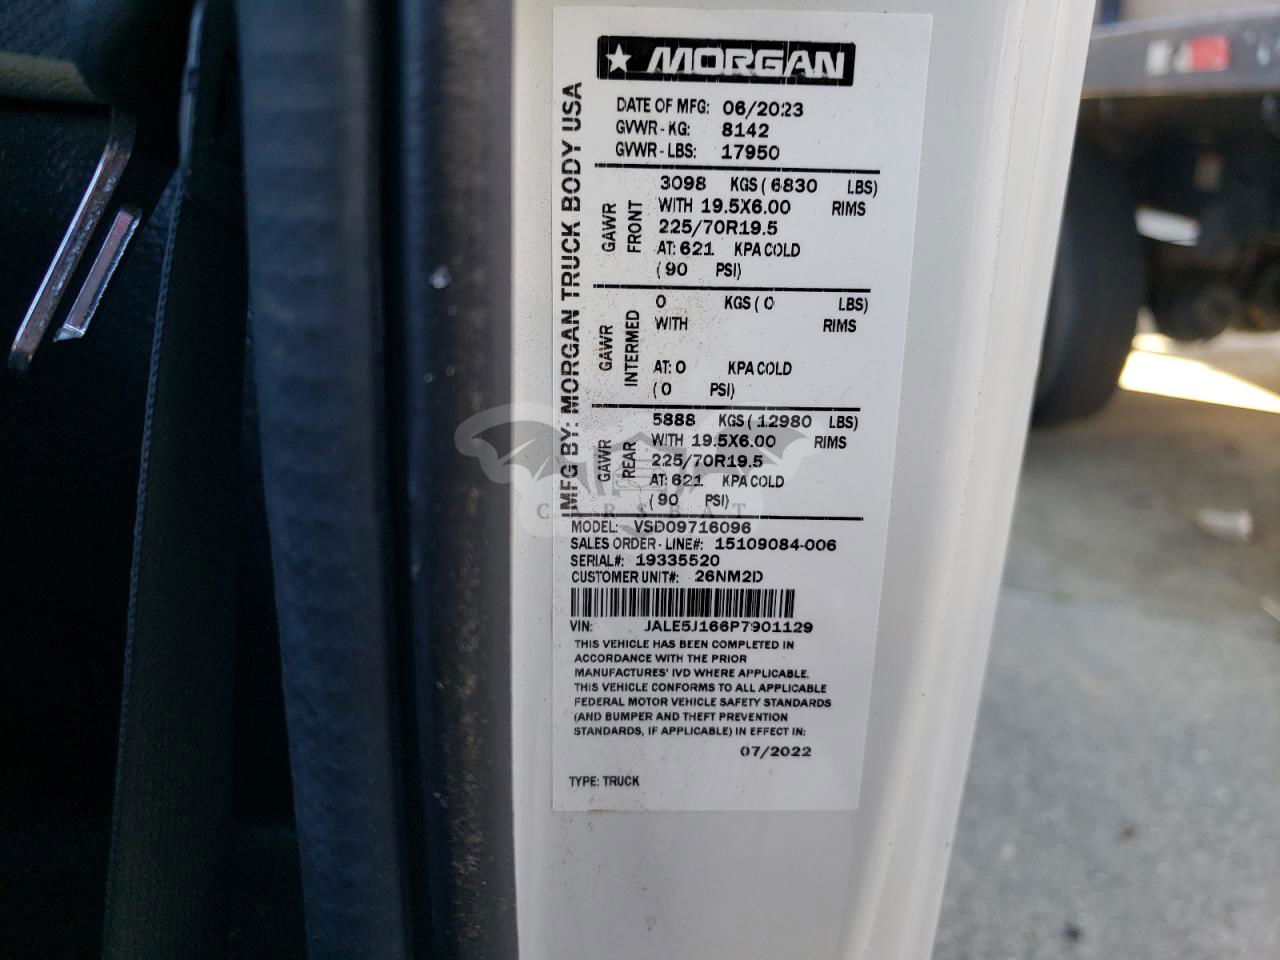 MORGAN
MFG BY: MORGAN TRUCK BODY USA
DATE OF MFG: 06/2023
GVWR - KG: 8142
GVWR - LBS: 17950
GAWR FRONT
3098 KGS ( 6830 LBS)
WITH 19.5X6.00 RIMS
225/70R19.5
AT: 621 KPA COLD
( 90 PSI)
GAWR INTERMED
0 KGS ( 0 LBS)
WITH RIMS
AT: 0 KPA COLD
( 0 PSI)
GAWR REAR
5888 KGS ( 12980 LBS)
WITH 19.5X6.00 RIMS
225/70R19.5
AT: 621 KPA COLD
( 90 PSI)
CARSBAT
MODEL: VSD09716096
SALES ORDER - LINE#: 15109084-006
SERIAL#: 19335520
CUSTOMER UNIT#: 26NM2D
VIN: JALE5J166P7901129
THIS VEHICLE HAS BEEN COMPLETED IN
ACCORDANCE WITH THE PRIOR
MANUFACTURES' IVD WHERE APPLICABLE.
THIS VEHICLE CONFORMS TO ALL APPLICABLE
FEDERAL MOTOR VEHICLE SAFETY STANDARDS
(AND BUMPER AND THEFT PREVENTION
STANDARDS, IF APPLICABLE) IN EFFECT IN:
07/2022
TYPE: TRUCK